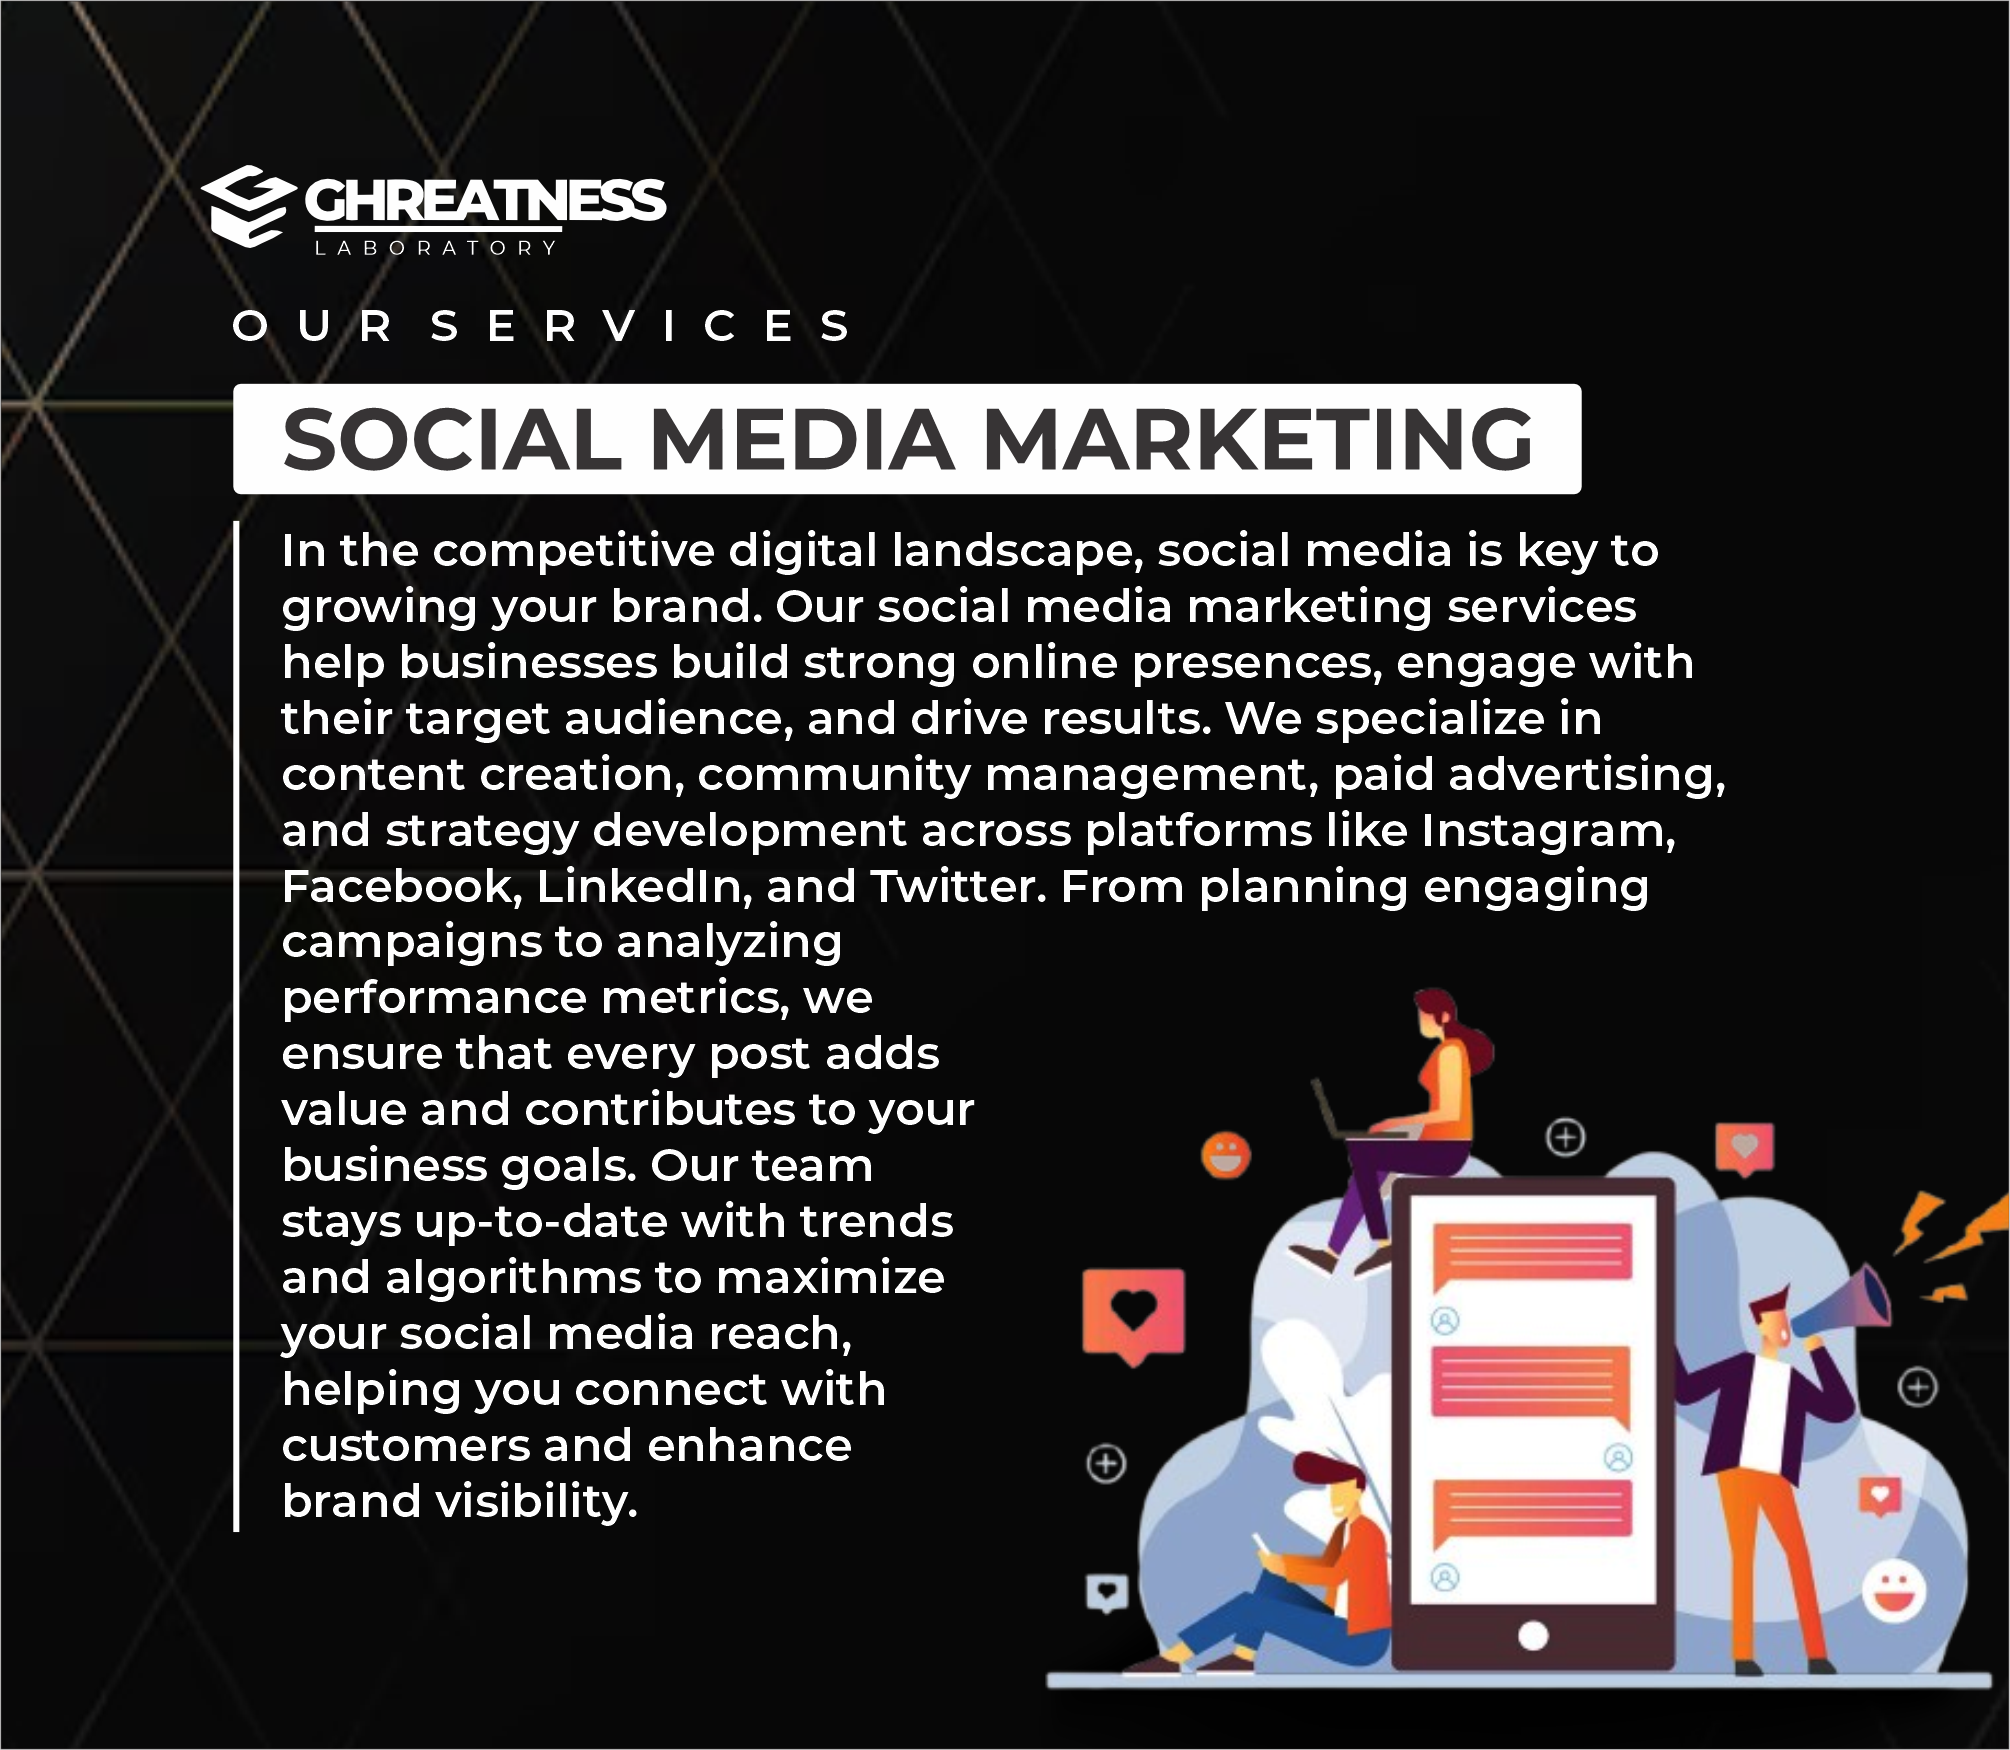 GHREATNESS
LABORATORY
OUR SERVICES
SOCIAL MEDIA MARKETING
In the competitive digital landscape, social media is key to
growing your brand. Our social media marketing services
help businesses build strong online presences, engage with
their target audience, and drive results. We specialize in
content creation, community management, paid advertising,
and strategy development across platforms like Instagram,
Facebook, LinkedIn, and Twitter. From planning engaging
campaigns to analyzing
performance metrics, we
ensure that every post adds
value and contributes to your
business goals. Our team
stays up-to-date with trends
and algorithms to maximize
your social media reach,
helping you connect with
customers and enhance
brand visibility.